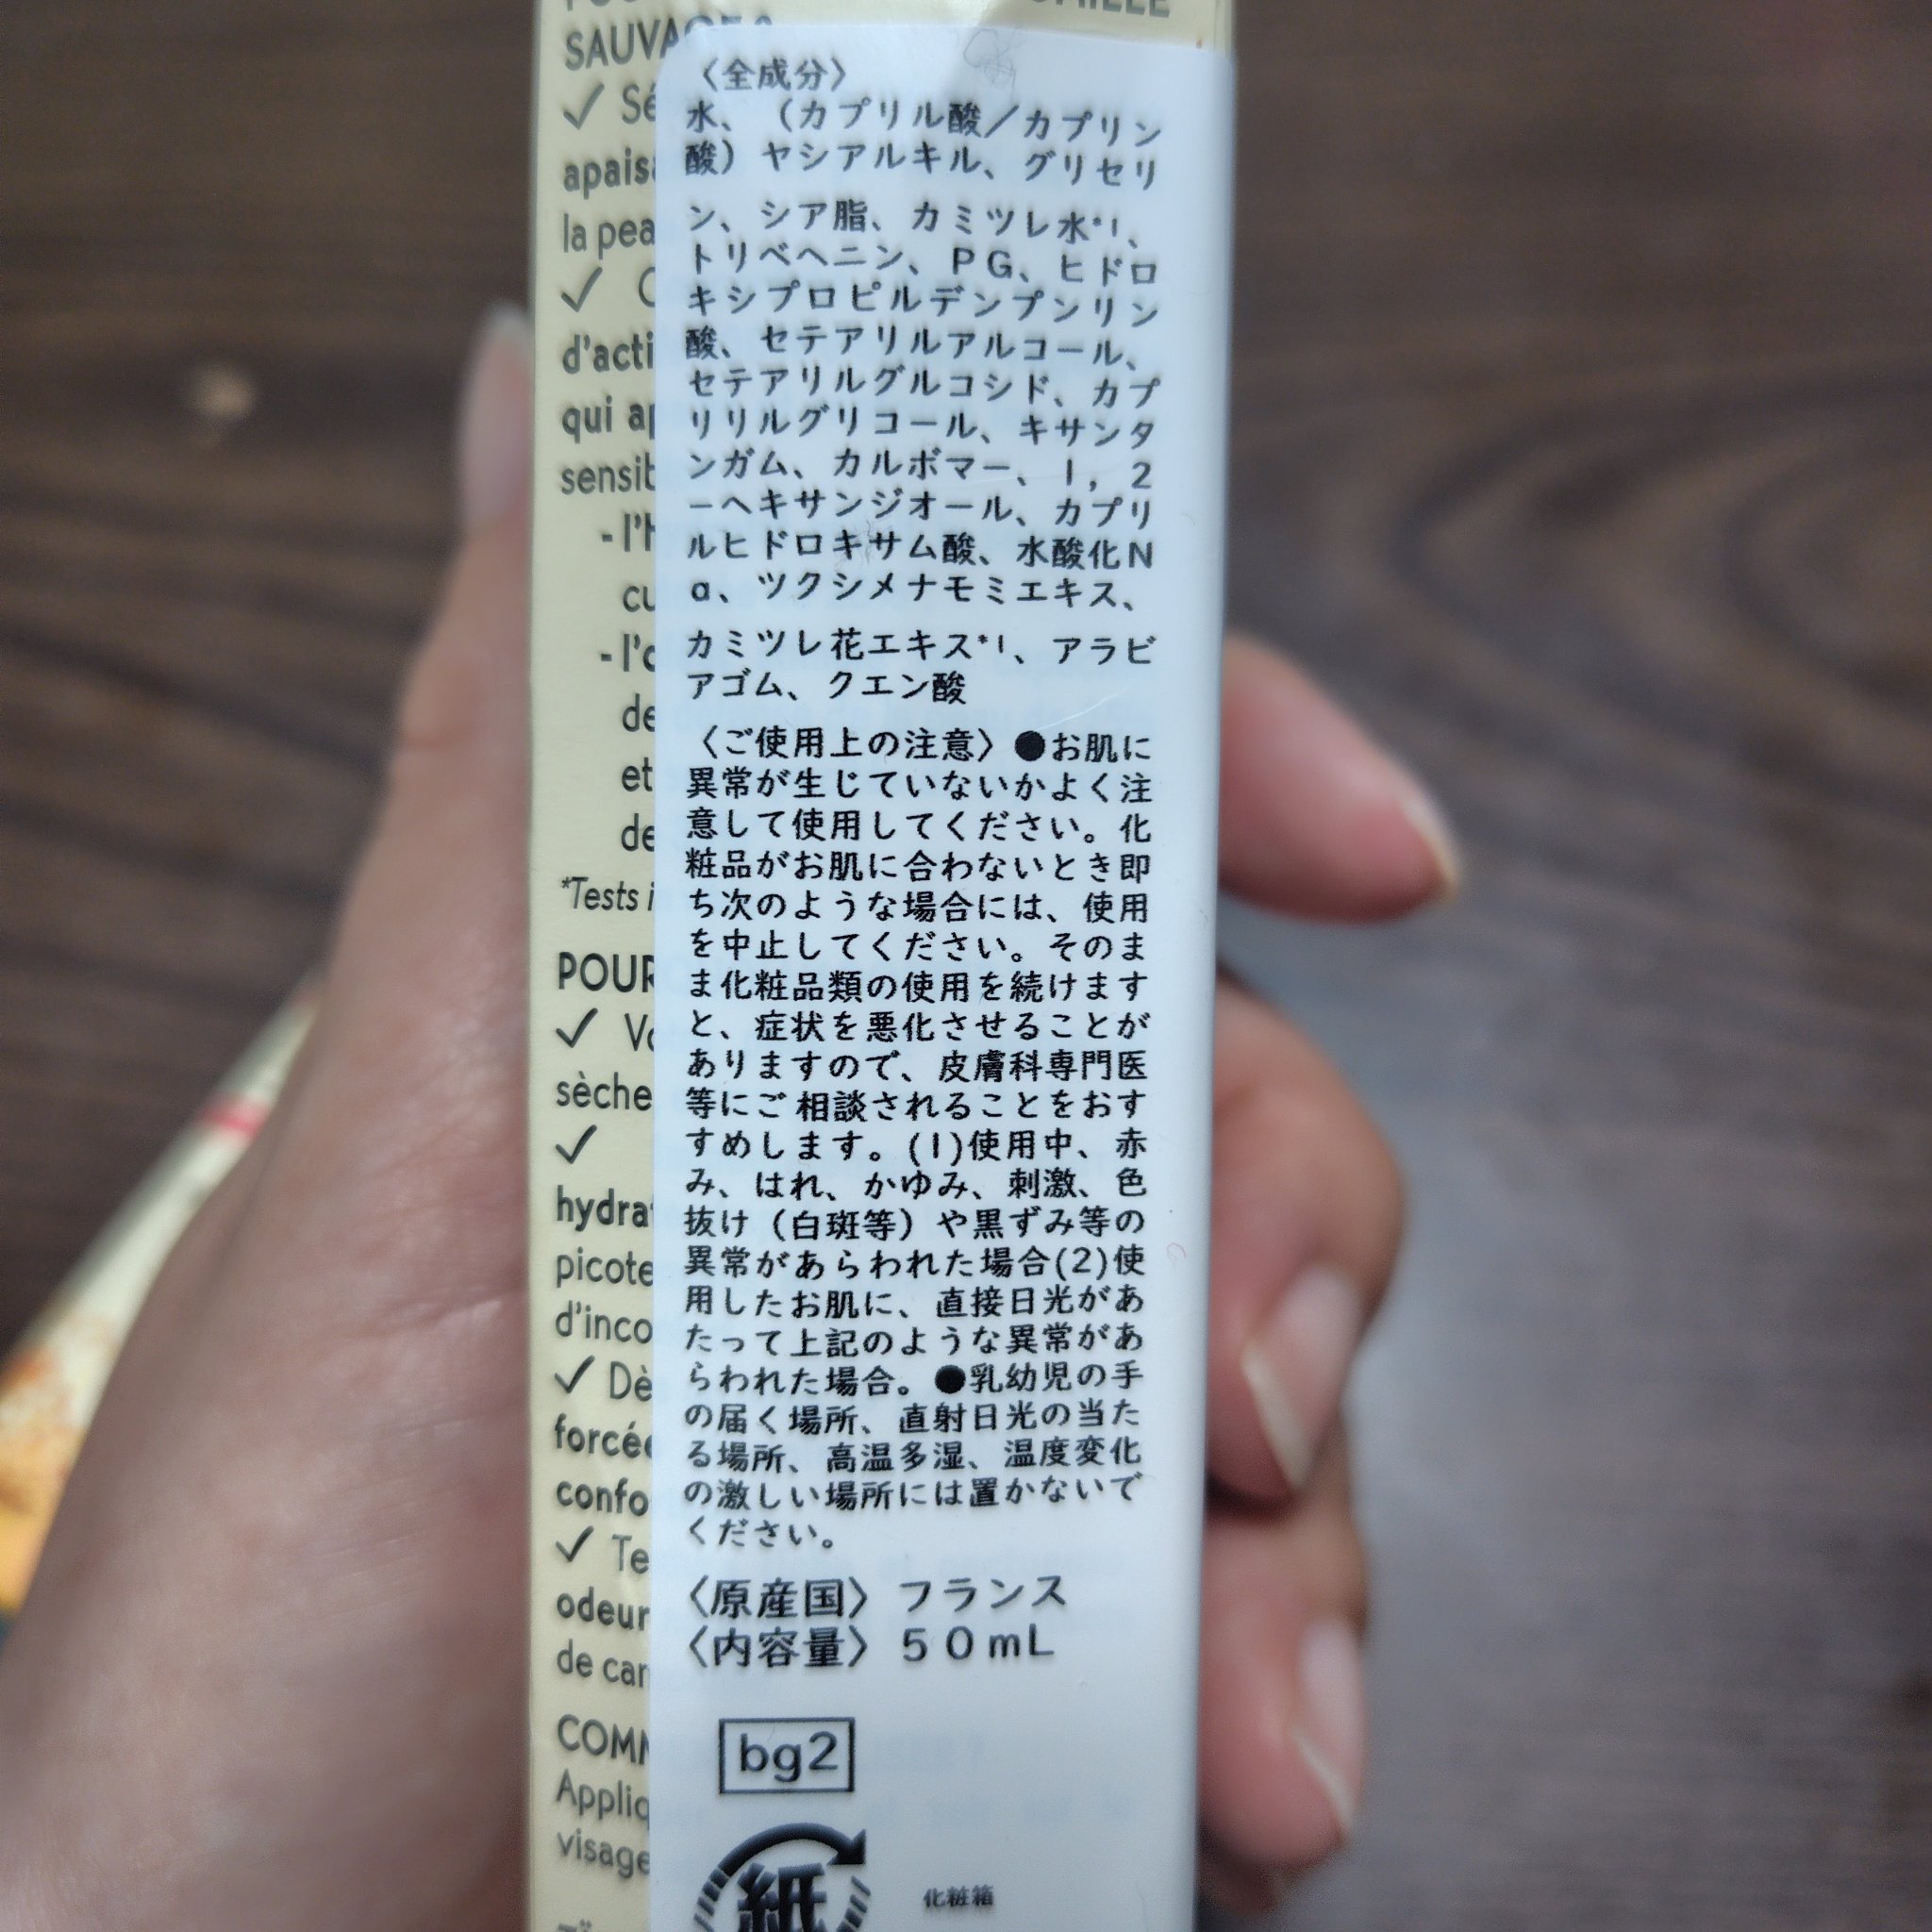 SAUVAGE ?
✓ Sé
apais
la pea
✓ C
d'acti
qui a
sensib
- l'h
cu
- l'
de
et
de
*Tests i
POUR
✓ Vo
sèche
✓
hydra
picote
d'inco
✓ Dè
forcée
confo
✓ Te
odeur
de car
COMM
Appliq
visage
〈全成分〉
水、（カプリル酸／カプリン
酸）ヤシアルキル、グリセリ
ン、シア脂、カミツレ水*1、
トリベヘニン、PG、ヒドロ
キシプロピルデンプンリン
酸、セテアリルアルコール、
セテアリルグルコシド、カプ
リリルグリコール、キサンタ
ンガム、カルボマー、1，2
－ヘキサンジオール、カプリ
ルヒドロキサム酸、水酸化N
a、ツクシメナモミエキス、
カミツレ花エキス*1、アラビ
アゴム、クエン酸
〈ご使用上の注意〉●お肌に
異常が生じていないかよく注
意して使用してください。化
粧品がお肌に合わないとき即
ち次のような場合には、使用
を中止してください。そのま
ま化粧品類の使用を続けます
と、症状を悪化させることが
ありますので、皮膚科専門医
等にご相談されることをおす
すめします。(1)使用中、赤
み、はれ、かゆみ、刺激、色
抜け（白斑等）や黒ずみ等の
異常があらわれた場合(2)使
用したお肌に、直接日光があ
たって上記のような異常があ
らわれた場合。●乳幼児の手
の届く場所、直射日光の当た
る場所、高温多湿、温度変化
の激しい場所には置かないで
ください。
〈原産国〉フランス
〈内容量〉50mL
bg2
紙
化粧箱